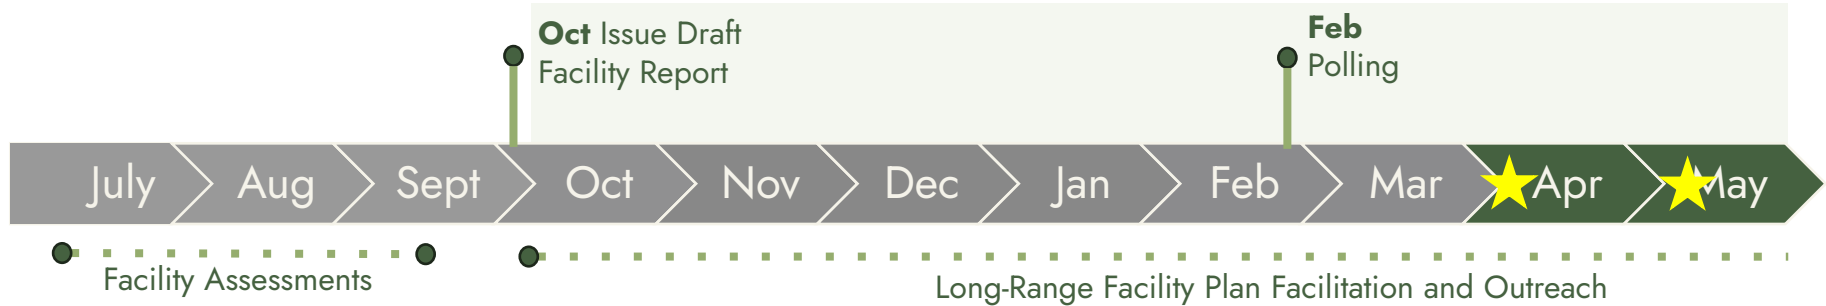 Oct Issue Draft
Facility Report
Feb
Polling
July
Aug
Sept
Oct
Nov
Dec
Jan
Feb
Mar
Apr
May
Facility Assessments
Long-Range Facility Plan Facilitation and Outreach